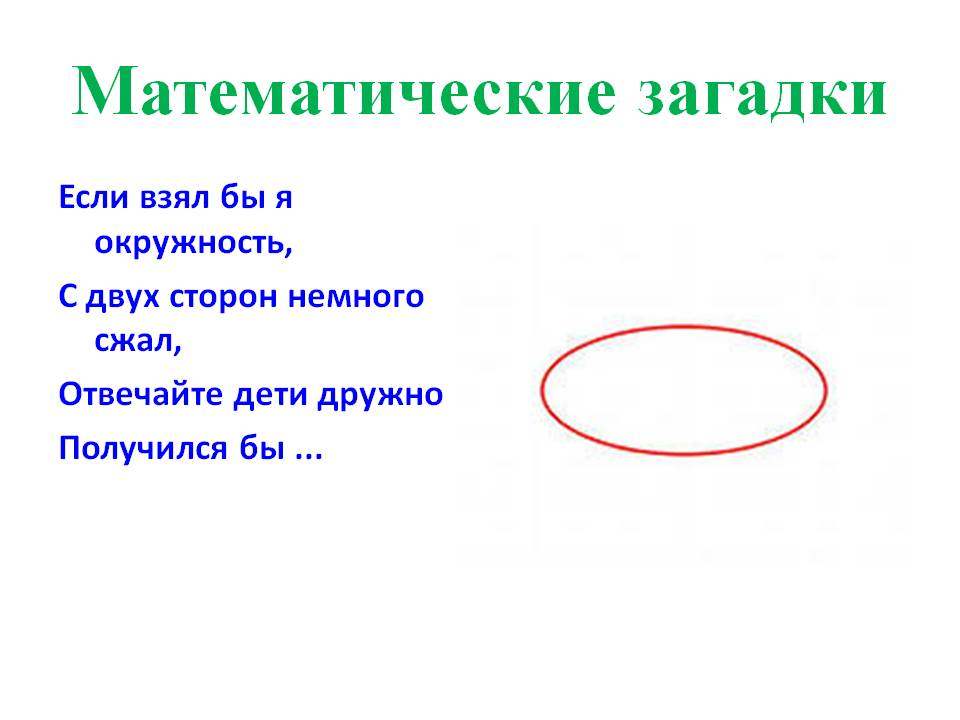 Математические загадки
Если взял бы я
окружность,
С двух сторон немного
сжал,
Отвечайте дети дружно
Получился бы ...